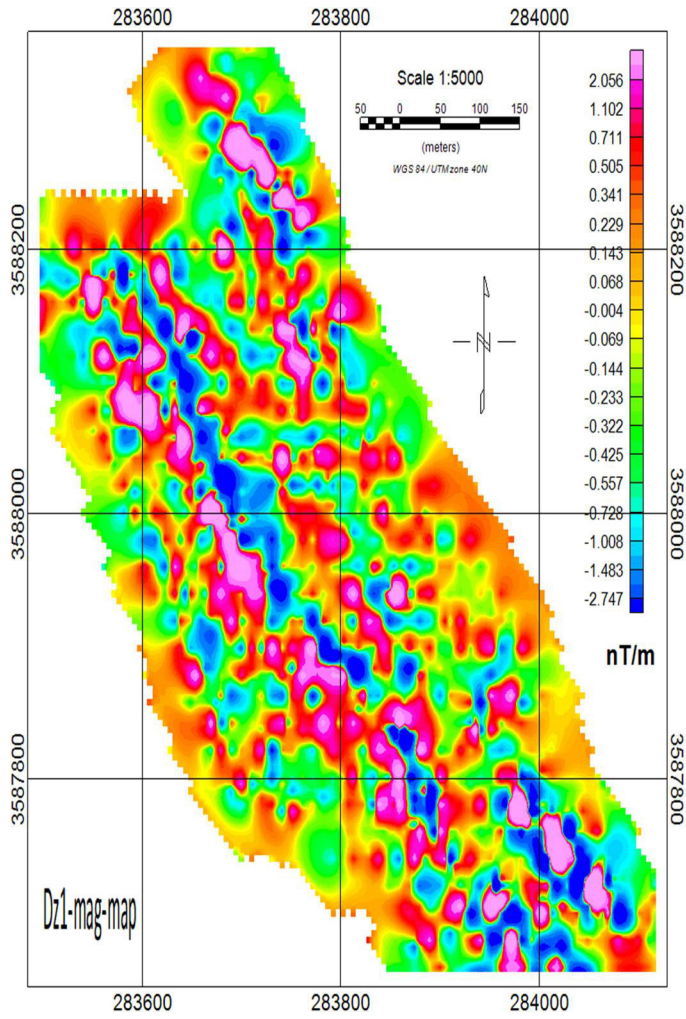 283600 283800 284000
Scale 1:5000
50 0 50 100 150
(meters)
WGS 84 / UTM zone 40N
2.056
1.102
0.711
0.505
0.341
0.229
0.143
0.068
-0.004
-0.069
-0.144
-0.233
-0.322
-0.425
-0.557
-0.728
-1.008
-1.483
-2.747
nT/m
3588200 3588200
3588000 3588000
3587800 3587800
N
Dz1-mag-map
283600 283800 284000